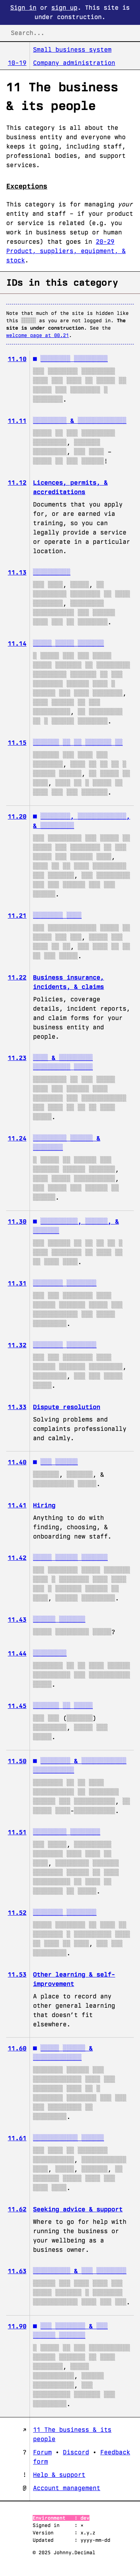 Sign in or sign up. This site is
under construction.
Search...
Small business system
10-19 Company administration
11 The business
& its people
This category is all about the
business entity and everyone who
keeps it going, including staff,
professional bodies, and support
services.
Exceptions
This category is for managing your
entity and staff - your IT service
is related (e.g. you work in
business services or human
resources) that goes in 20-29
Product, suppliers, equipment, &
stock.
IDs in this category
Note that much of the site is hidden like
this as you are not logged in. The
site is under construction. See the
welcome page at 00.21.
11.10
11.11 &
11.12 Licences, permits, &
accreditations
Documents that you apply
for, or are earned via
training, so you can
legally provide a service
or operate in a particular
location.
11.13
11.14
11.15
11.20 , ,
&
11.21
11.22 Business insurance,
incidents, & claims
Policies, coverage
details, incident reports,
and claim forms for your
business entity and
people.
11.23 &
11.24 &
11.30 , , &
11.31
11.32
11.33 Dispute resolution
Solving problems and
complaints professionally
and calmly.
11.40
, , &
11.41 Hiring
Anything to do with
finding, choosing, &
onboarding new staff.
11.42
11.43
?
11.44
11.45
11.50 &
11.51
11.52
11.53 Other learning & self-
improvement
A place to record any
other general learning
that doesn't fit
elsewhere.
11.60 &
11.61
11.62 Seeking advice & support
Where to go for help with
running the business or
your wellbeing as a
business owner.
11.63 &
11.90 &
↗ 11 The business & its
people
? Forum • Discord • Feedback
form
! Help & support
@ Account management
Environment : dev
Signed in : ✗
Version : x.y.z
Updated : yyyy-mm-dd
© 2025 Johnny.Decimal